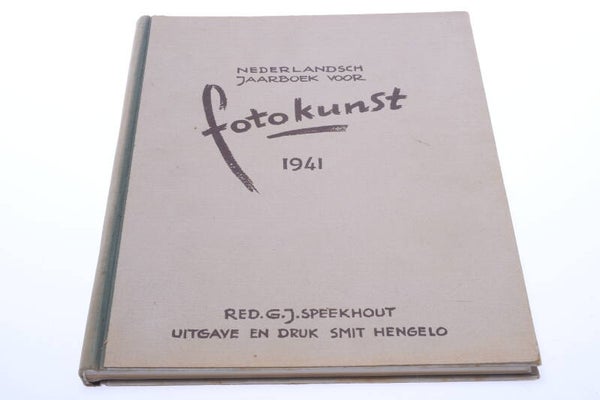 NEDERLANDSCH
JAARBOEK VOOR
fotokunst
1941
RED. G.J. SPEEKHOUT
UITGAVE EN DRUK SMIT HENGELO